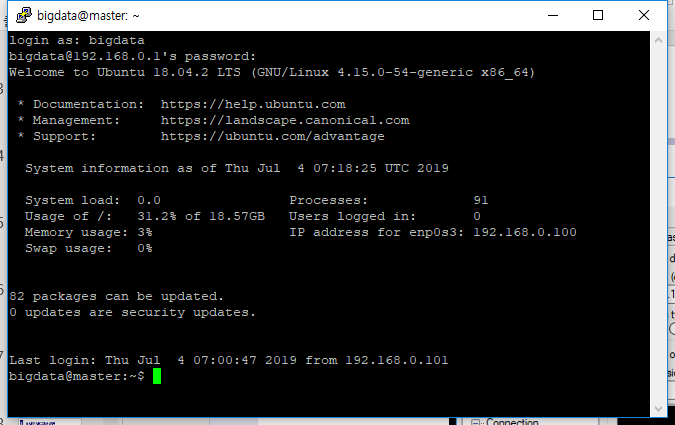 bigdata@master: ~
login as: bigdata
bigdata@192.168.0.1's password:
Welcome to Ubuntu 18.04.2 LTS (GNU/Linux 4.15.0-54-generic x86_64)
* Documentation:  https://help.ubuntu.com
* Management:     https://landscape.canonical.com
* Support:        https://ubuntu.com/advantage
System information as of Thu Jul  4 07:18:25 UTC 2019
System load:  0.0               Processes:             91
Usage of /:   31.2% of 18.57GB  Users logged in:       0
Memory usage: 3%                IP address for enp0s3: 192.168.0.100
Swap usage:   0%
82 packages can be updated.
0 updates are security updates.
Last login: Thu Jul  4 07:00:47 2019 from 192.168.0.101
bigdata@master:~$
Connection